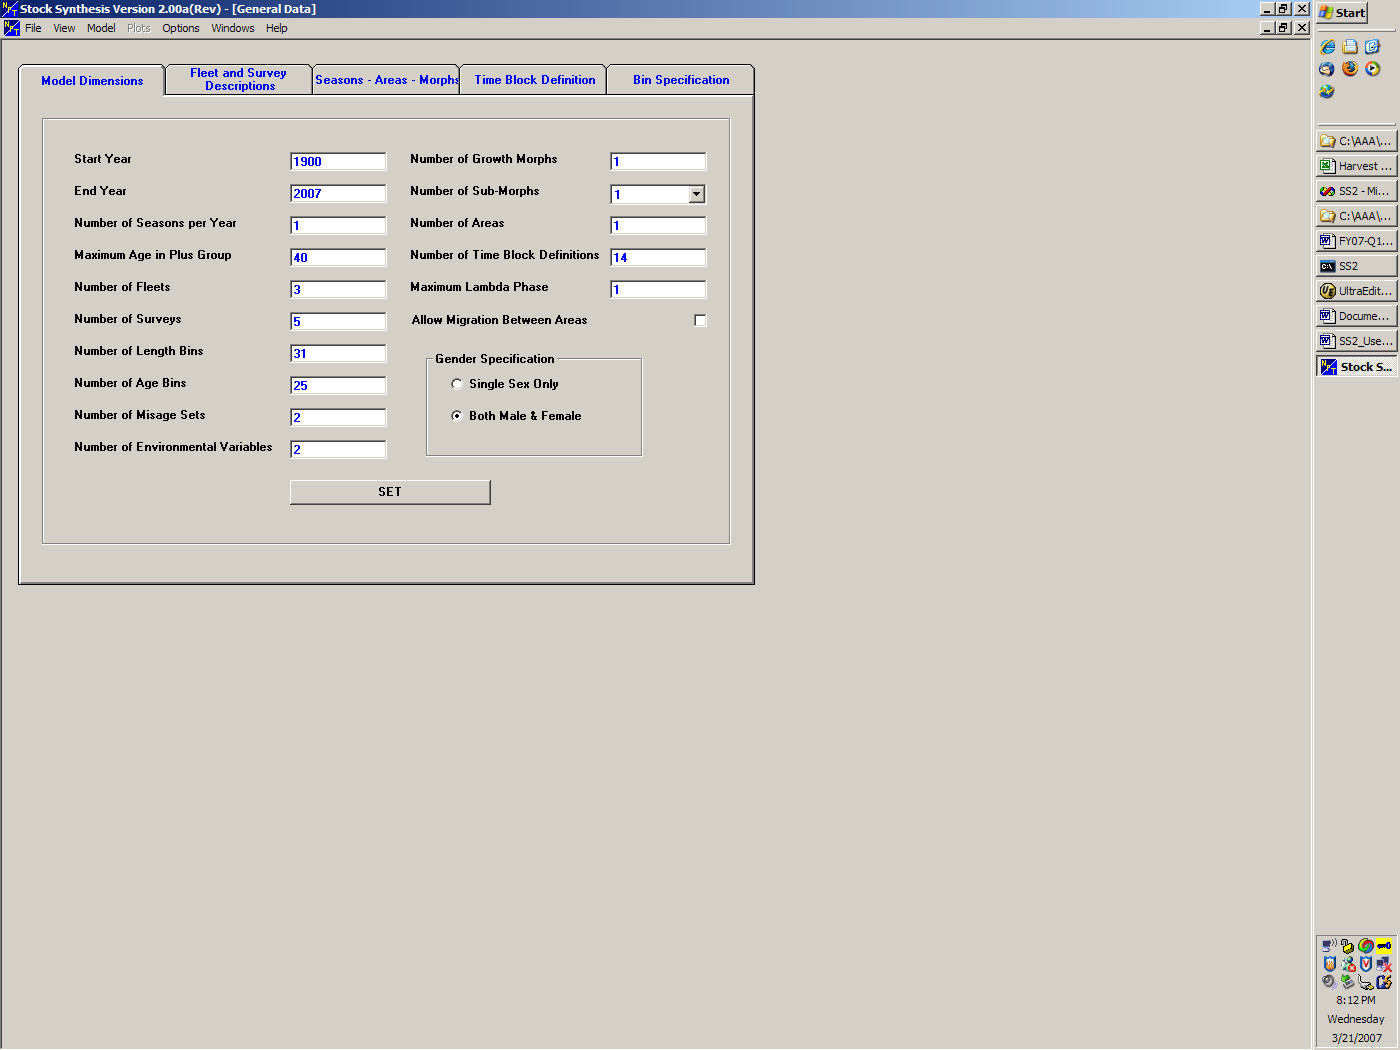 Stock Synthesis Version 2.00a(Rev) - [General Data]
File View Model Plots Options Windows Help
Model Dimensions
Fleet and Survey
Descriptions
Seasons - Areas - Morphs
Time Block Definition
Bin Specification
Start Year 1900
End Year 2007
Number of Seasons per Year 1
Maximum Age in Plus Group 40
Number of Fleets 3
Number of Surveys 5
Number of Length Bins 31
Number of Age Bins 25
Number of Misage Sets 2
Number of Environmental Variables 2
Number of Growth Morphs 1
Number of Sub-Morphs 1
Number of Areas 1
Number of Time Block Definitions 14
Maximum Lambda Phase 1
Allow Migration Between Areas
Gender Specification
Single Sex Only
Both Male & Female
SET
Start
C:\AAA\...
Harvest ...
SS2 - Mi...
C:\AAA\...
FY07-Q1...
SS2
UltraEdit...
Docume...
SS2_Use...
Stock S...
8:12 PM
Wednesday
3/21/2007